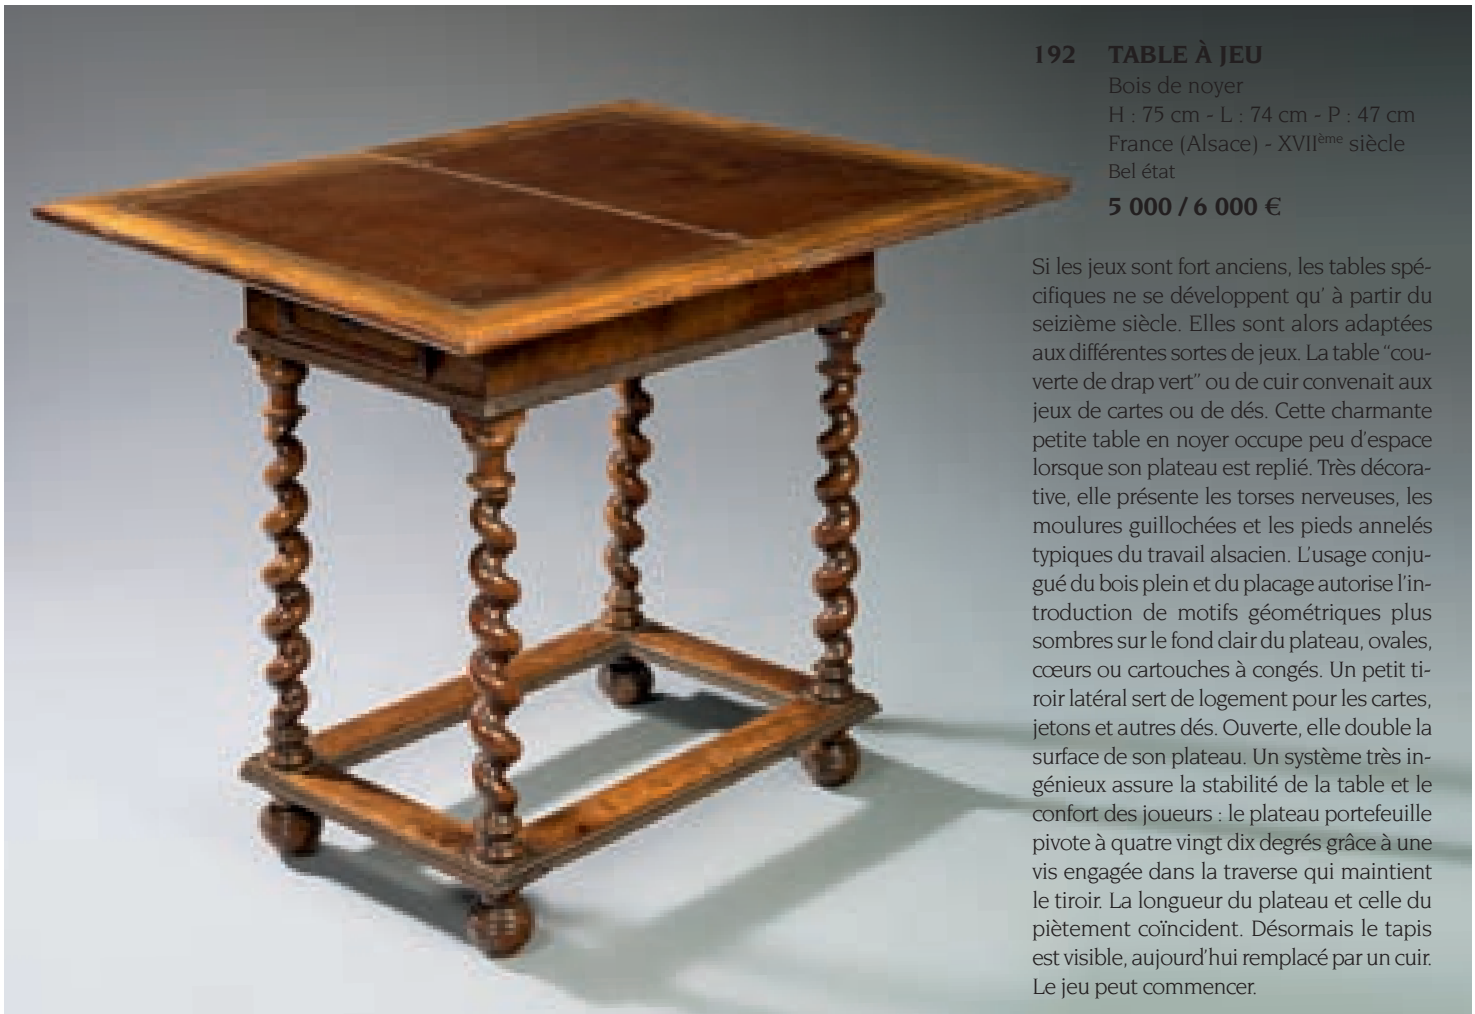 192 TABLE À JEU
Bois de noyer
H : 75 cm - L : 74 cm - P : 47 cm
France (Alsace) - XVIIème siècle
Bel état
5 000 / 6 000 €
Si les jeux sont fort anciens, les tables spé-
cifiques ne se développent qu’ à partir du
seizième siècle. Elles sont alors adaptées
aux différentes sortes de jeux. La table “cou-
verte de drap vert” ou de cuir convenait aux
jeux de cartes ou de dés. Cette charmante
petite table en noyer occupe peu d’espace
lorsque son plateau est replié. Très décora-
tive, elle présente les torses nerveuses, les
moulures guillochées et les pieds annelés
typiques du travail alsacien. L’usage conju-
gué du bois plein et du placage autorise l’in-
troduction de motifs géométriques plus
sombres sur le fond clair du plateau, ovales,
cœurs ou cartouches à congés. Un petit ti-
roir latéral sert de logement pour les cartes,
jetons et autres dés. Ouverte, elle double la
surface de son plateau. Un système très in-
génieux assure la stabilité de la table et le
confort des joueurs : le plateau portefeuille
pivote à quatre vingt dix degrés grâce à une
vis engagée dans la traverse qui maintient
le tiroir. La longueur du plateau et celle du
piètement coïncident. Désormais le tapis
est visible, aujourd’hui remplacé par un cuir.
Le jeu peut commencer.